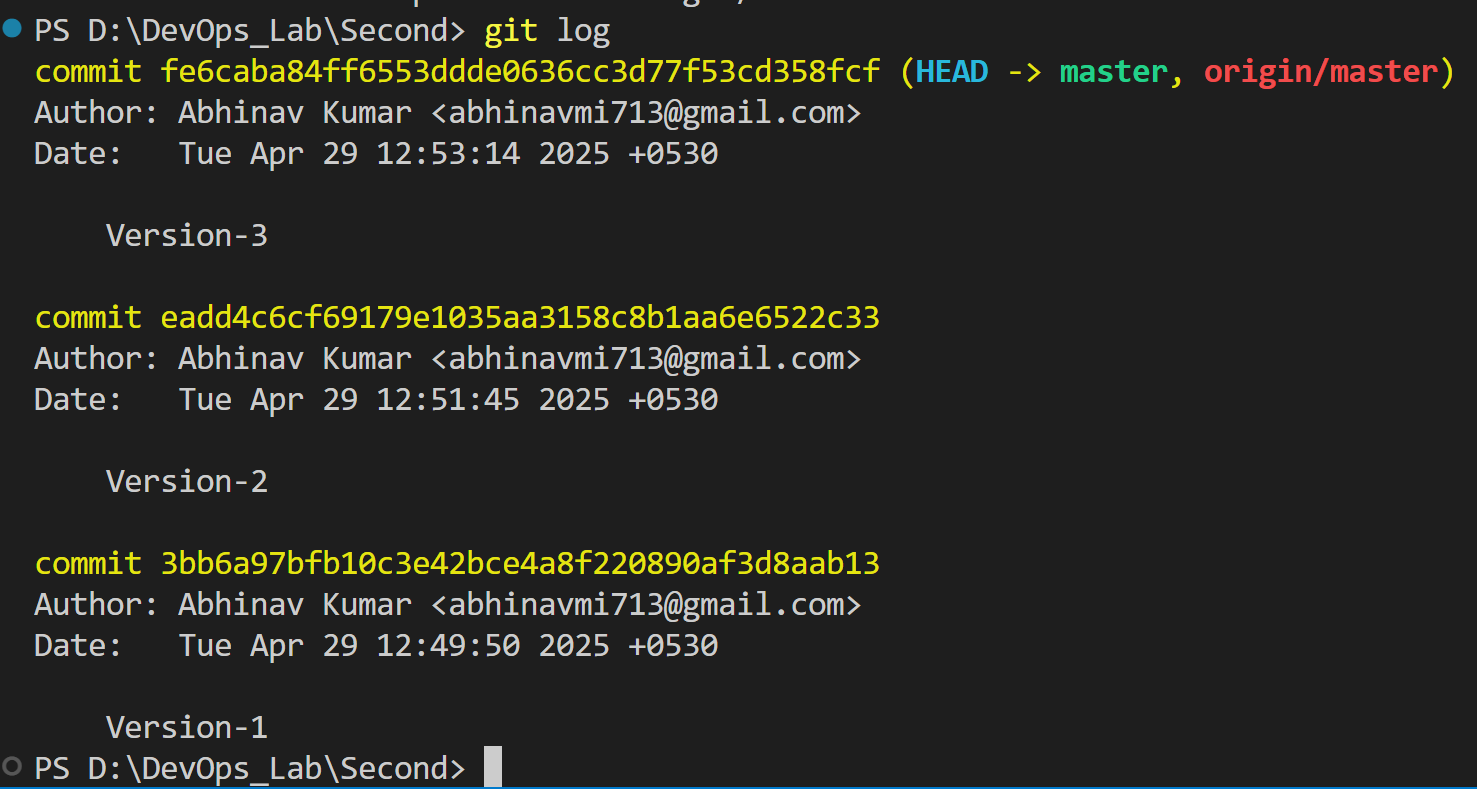 PS D:\DevOps_Lab\Second> git log
commit fe6caba84ff6553ddde0636cc3d77f53cd358fcf (HEAD -> master, origin/master)
Author: Abhinav Kumar <abhinavmi713@gmail.com>
Date:   Tue Apr 29 12:53:14 2025 +0530
    Version-3
commit eadd4c6cf69179e1035aa3158c8b1aa6e6522c33
Author: Abhinav Kumar <abhinavmi713@gmail.com>
Date:   Tue Apr 29 12:51:45 2025 +0530
    Version-2
commit 3bb6a97bfb10c3e42bce4a8f220890af3d8aab13
Author: Abhinav Kumar <abhinavmi713@gmail.com>
Date:   Tue Apr 29 12:49:50 2025 +0530
    Version-1
PS D:\DevOps_Lab\Second>